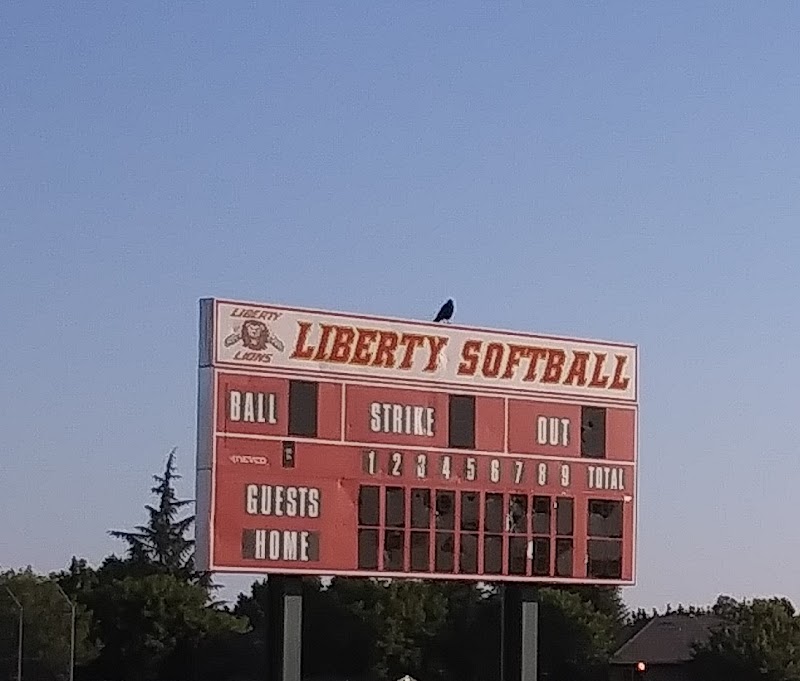 LIBERTY
LIONS
LIBERTY SOFTBALL
BALL STRIKE OUT
NEVCO 1 2 3 4 5 6 7 8 9 TOTAL
GUESTS
HOME